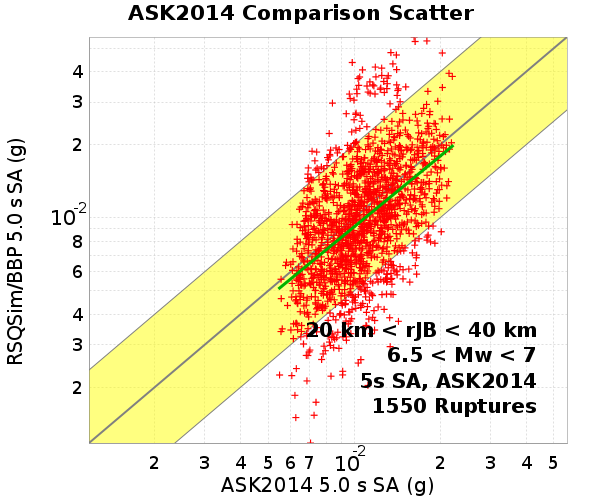 ASK2014 Comparison Scatter
RSQSim/BBP 5.0 s SA (g)
4
3
2
10-2
8
6
4
3
2
20 km < rJB < 40 km
6.5 < Mw < 7
5s SA, ASK2014
1550 Ruptures
2 3 4 5 6 7 10-2 2 3 4 5
ASK2014 5.0 s SA (g)